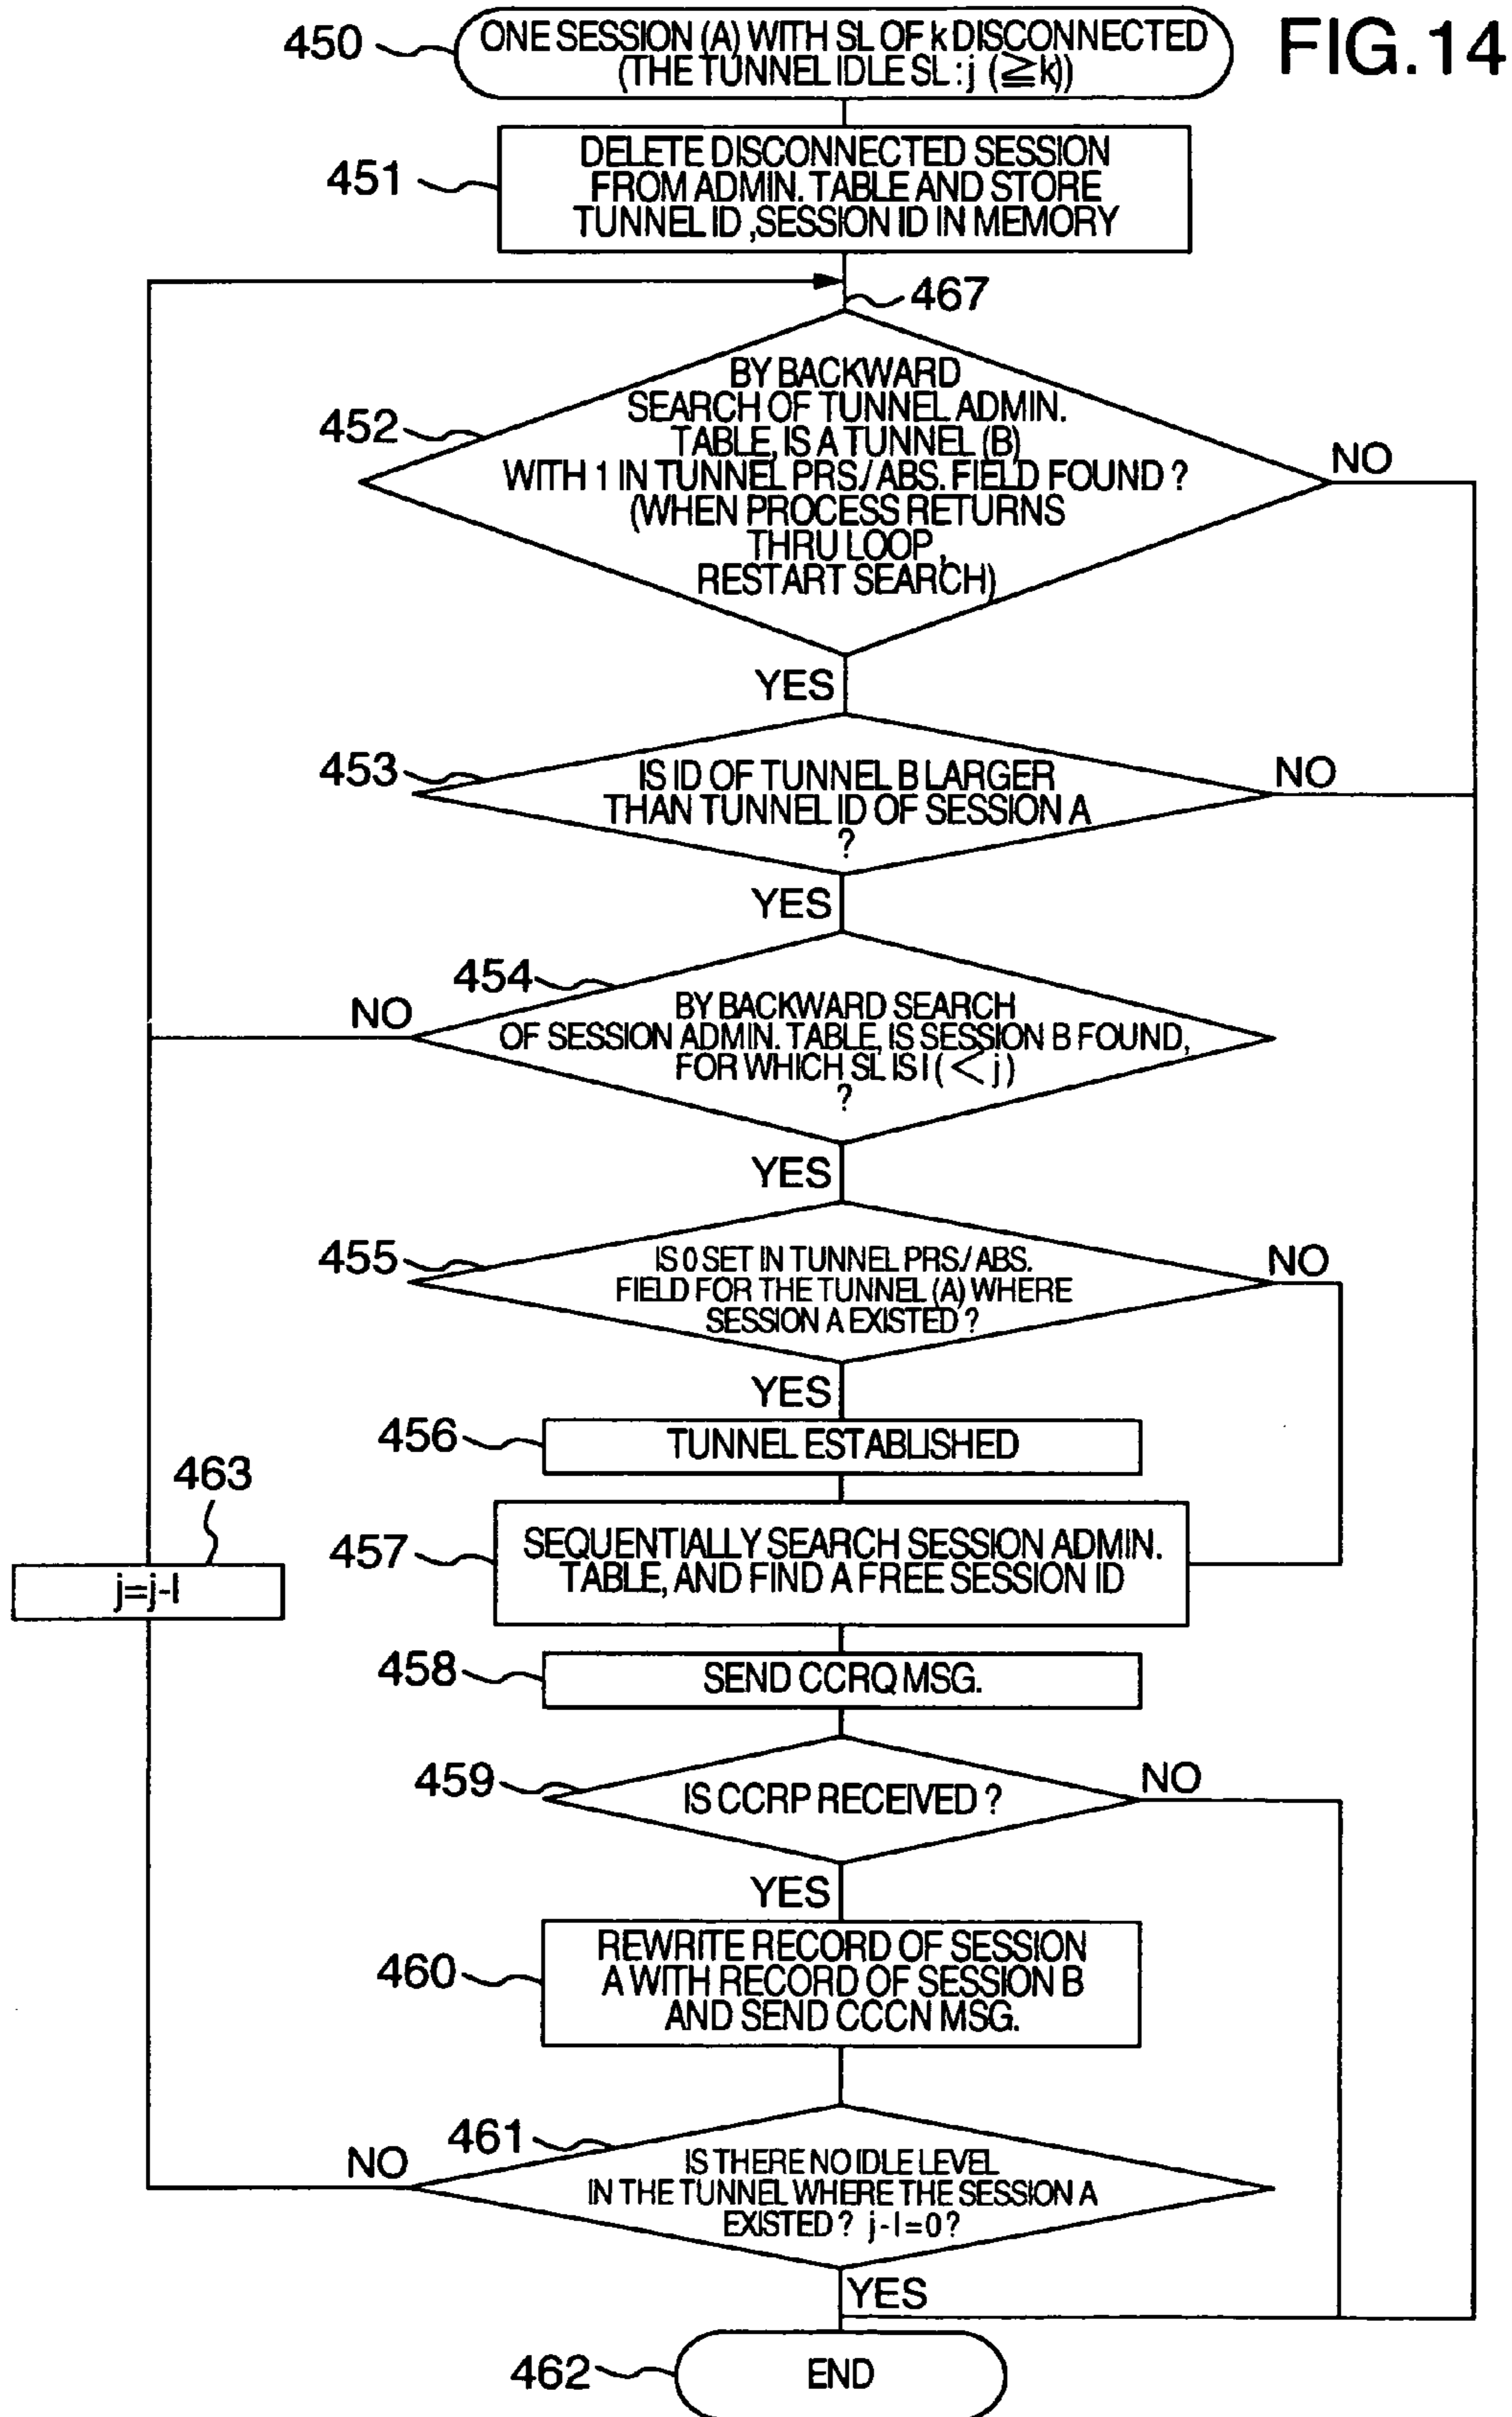 FIG.14
450
ONE SESSION (A) WITH SL OF k DISCONNECTED
(THE TUNNEL IDLE SL : j (≧k))
451
DELETE DISCONNECTED SESSION
FROM ADMIN. TABLE AND STORE
TUNNEL ID ,SESSION ID IN MEMORY
467
452
BY BACKWARD
SEARCH OF TUNNEL ADMIN.
TABLE, IS A TUNNEL (B)
WITH 1 IN TUNNEL PRS./ABS. FIELD FOUND ?
(WHEN PROCESS RETURNS
THRU LOOP ,
RESTART SEARCH)
NO
YES
453
IS ID OF TUNNEL B LARGER
THAN TUNNEL ID OF SESSION A
?
NO
YES
454
BY BACKWARD SEARCH
OF SESSION ADMIN. TABLE, IS SESSION B FOUND,
FOR WHICH SL IS l ( < j )
?
NO
YES
455
IS 0 SET IN TUNNEL PRS./ABS.
FIELD FOR THE TUNNEL (A) WHERE
SESSION A EXISTED ?
NO
YES
456
TUNNEL ESTABLISHED
463
j=j-l
457
SEQUENTIALLY SEARCH SESSION ADMIN.
TABLE, AND FIND A FREE SESSION ID
458
SEND CCRQ MSG.
459
IS CCRP RECEIVED ?
NO
YES
460
REWRITE RECORD OF SESSION
A WITH RECORD OF SESSION B
AND SEND CCCN MSG.
461
IS THERE NO IDLE LEVEL
IN THE TUNNEL WHERE THE SESSION A
EXISTED ? j-l=0?
NO
YES
462
END